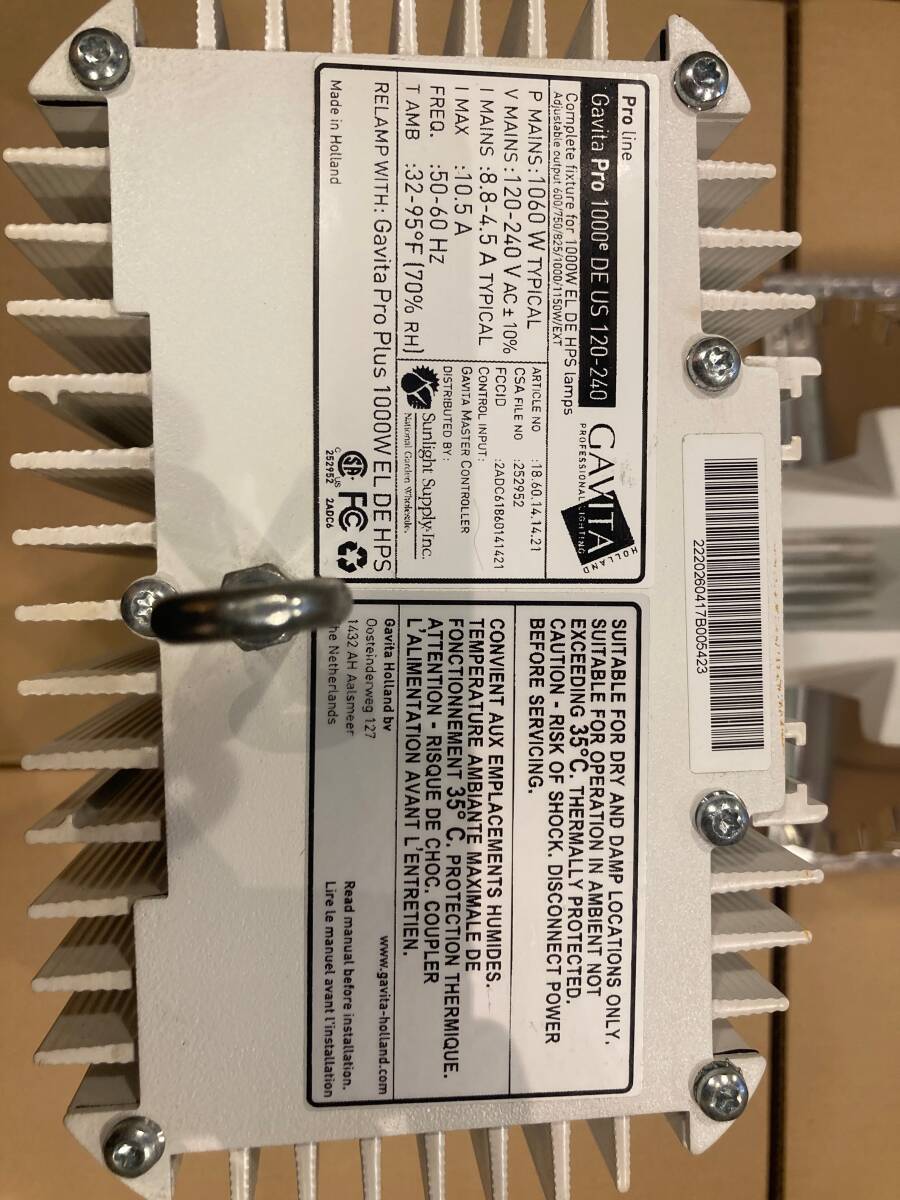 Pro line
Gavita Pro 1000e DE US 120-240
Complete fixture for 1000W EL DE HPS lamps
Adjustable output 600/750/825/1000/1150W/EXT
GAVITA
PROFESSIONAL LIGHTING
HOLLAND
P MAINS :1060 W TYPICAL
V MAINS :120-240 V AC ± 10%
I MAINS :8.8-4.5 A TYPICAL
I MAX :10.5 A
FREQ. :50-60 Hz
T AMB :32-95°F (70% RH)
ARTICLE NO :18.60.14.14.21
CSA FILE NO :252952
FCCID :2ADC61860141421
CONTROL INPUT:
GAVITA MASTER CONTROLLER
DISTRIBUTED BY:
Sunlight Supply, Inc.
National Garden Wholesale.
RELAMP WITH: Gavita Pro Plus 1000W EL DE HPS
Made in Holland
C SA US FC
252952 2ADC6
2220260417B005423
SUITABLE FOR DRY AND DAMP LOCATIONS ONLY.
SUITABLE FOR OPERATION IN AMBIENT NOT
EXCEEDING 35°C. THERMALLY PROTECTED.
CAUTION - RISK OF SHOCK. DISCONNECT POWER
BEFORE SERVICING.
CONVIENT AUX EMPLACEMENTS HUMIDES.
TEMPERATURE AMBIANTE MAXIMALE DE
FONCTIONNEMENT 35° C. PROTECTION THERMIQUE.
ATTENTION - RISQUE DE CHOC. COUPLER
L'ALIMENTATION AVANT L'ENTRETIEN.
Gavita Holland bv
Oosteinderweg 127
1432 AH Aalsmeer
he Netherlands
www.gavita-holland.com
Read manual before installation.
Lire le manuel avant l'installation